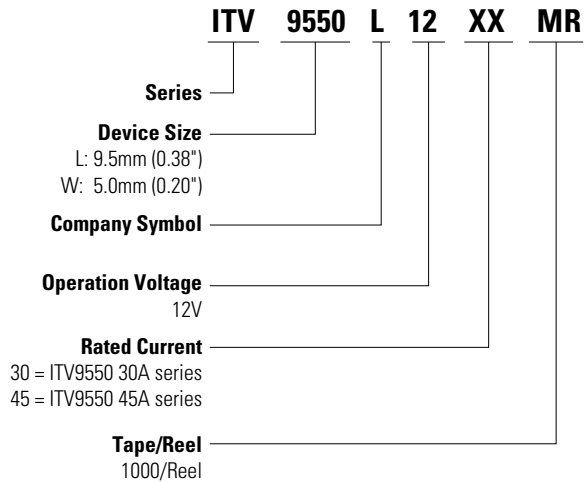 ITV 9550 L 12 XX MR
Series
Device Size
L: 9.5mm (0.38")
W: 5.0mm (0.20")
Company Symbol
Operation Voltage
12V
Rated Current
30 = ITV9550 30A series
45 = ITV9550 45A series
Tape/Reel
1000/Reel